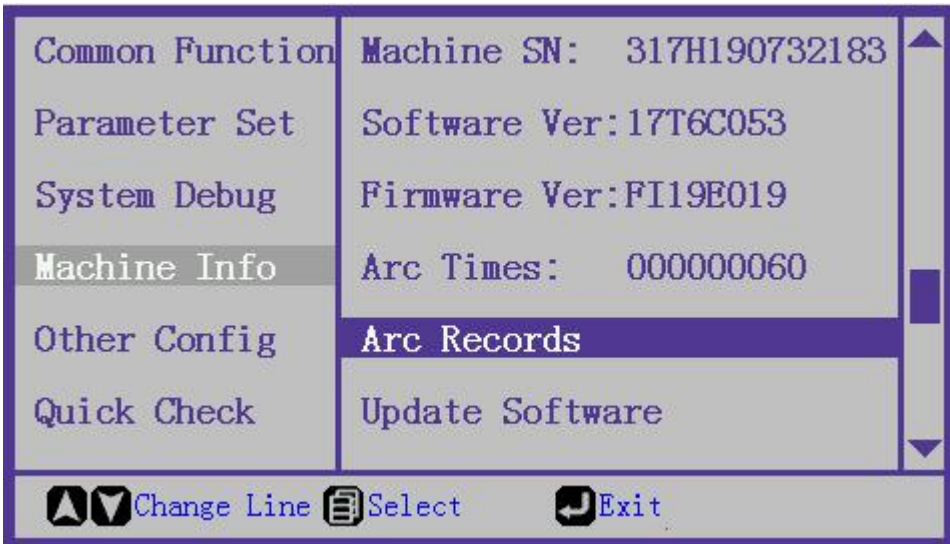 Common Function
Parameter Set
System Debug
Machine Info
Other Config
Quick Check
Machine SN: 317H190732183
Software Ver:17T6C053
Firmware Ver:FI19E019
Arc Times: 000000060
Arc Records
Update Software
Change Line Select Exit